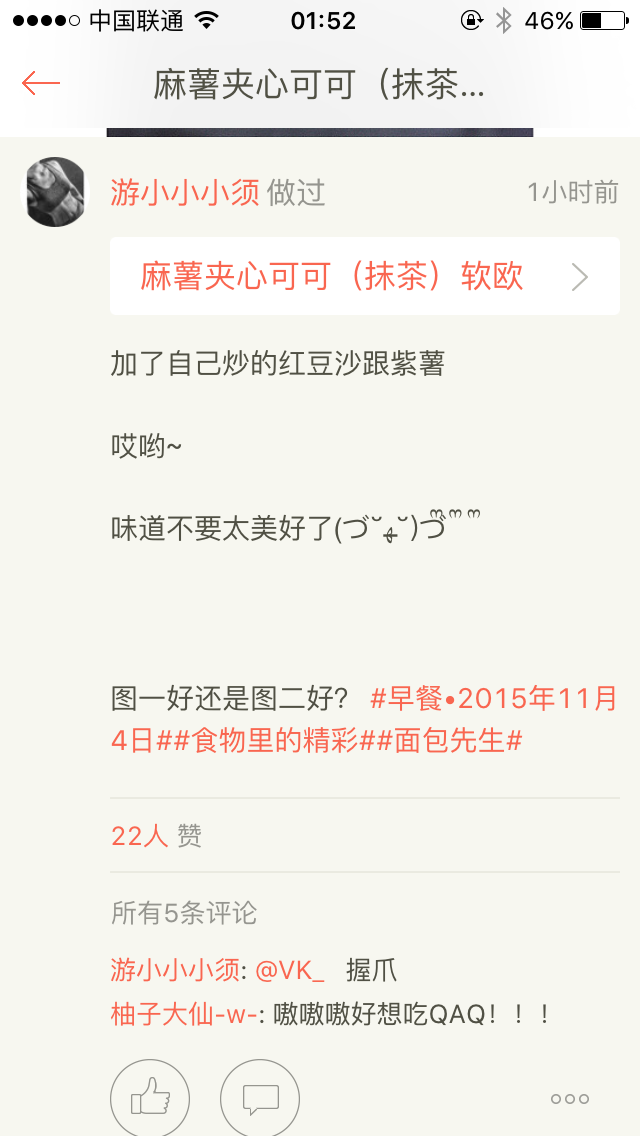 中国联通 01:52 46%
麻薯夹心可可（抹茶...
游小小小须 做过 1小时前
麻薯夹心可可（抹茶）软欧
加了自己炒的红豆沙跟紫薯
哎哟~
味道不要太美好了(づ˘ﻬ˘)づ ෆ ෆ ෆ
图一好还是图二好? #早餐•2015年11月
4日##食物里的精彩##面包先生#
22人 赞
所有5条评论
游小小小须: @VK_ 握爪
柚子大仙-w-: 嗷嗷嗷好想吃QAQ！！！